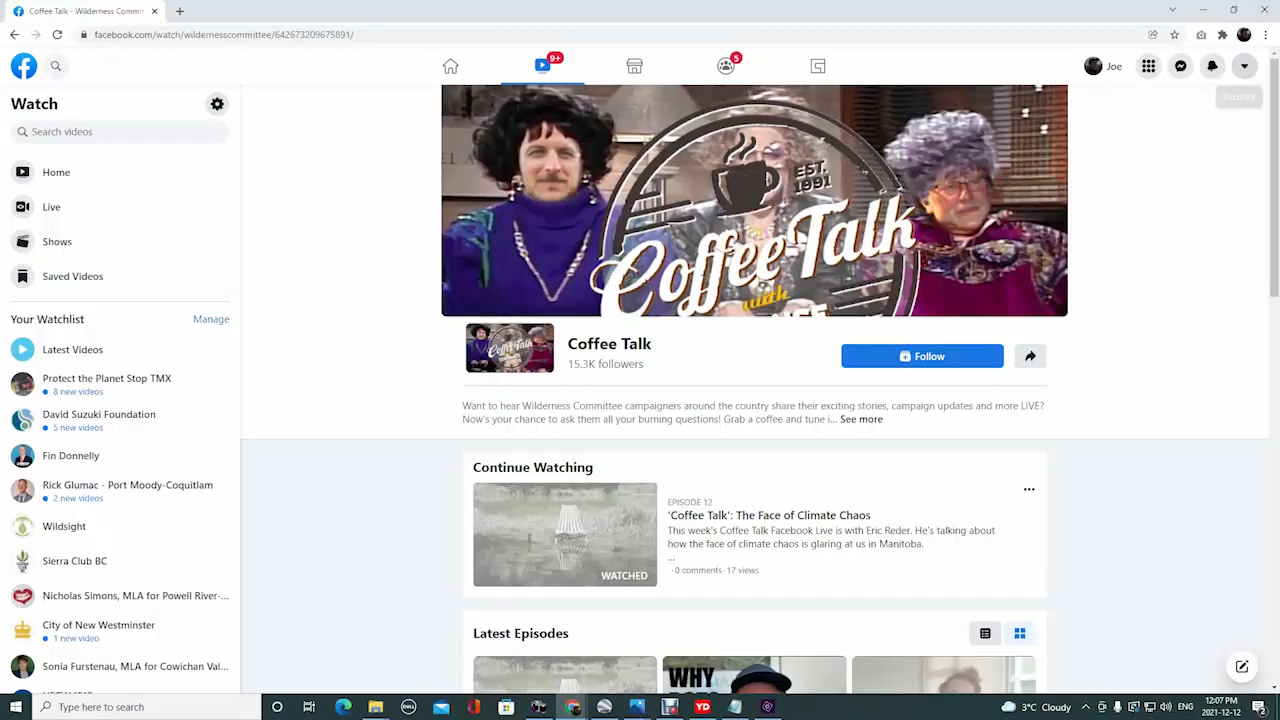 Coffee Talk - Wilderness Commit
facebook.com/watch/wildernesscommittee/642673209675891/
9+
5
Joe
Account
Watch
Search videos
Home
Live
Shows
Saved Videos
Your Watchlist
Manage
Latest Videos
Protect the Planet Stop TMX
8 new videos
David Suzuki Foundation
5 new videos
Fin Donnelly
Rick Glumac - Port Moody-Coquitlam
2 new videos
Wildsight
Sierra Club BC
Nicholas Simons, MLA for Powell River-...
City of New Westminster
1 new video
Sonia Furstenau, MLA for Cowichan Val...
EST.
1991
Coffee Talk
with
Coffee Talk
15.3K followers
Follow
Want to hear Wilderness Committee campaigners around the country share their exciting stories, campaign updates and more LIVE?
Now's your chance to ask them all your burning questions! Grab a coffee and tune i... See more
Continue Watching
WATCHED
EPISODE 12
'Coffee Talk': The Face of Climate Chaos
This week's Coffee Talk Facebook Live is with Eric Reder. He's talking about
how the face of climate chaos is glaring at us in Manitoba.
...
·0 comments·17 views
Latest Episodes
WHY
Type here to search
DELL
YD
3°C Cloudy
ENG
12:07 PM
2021-12-12